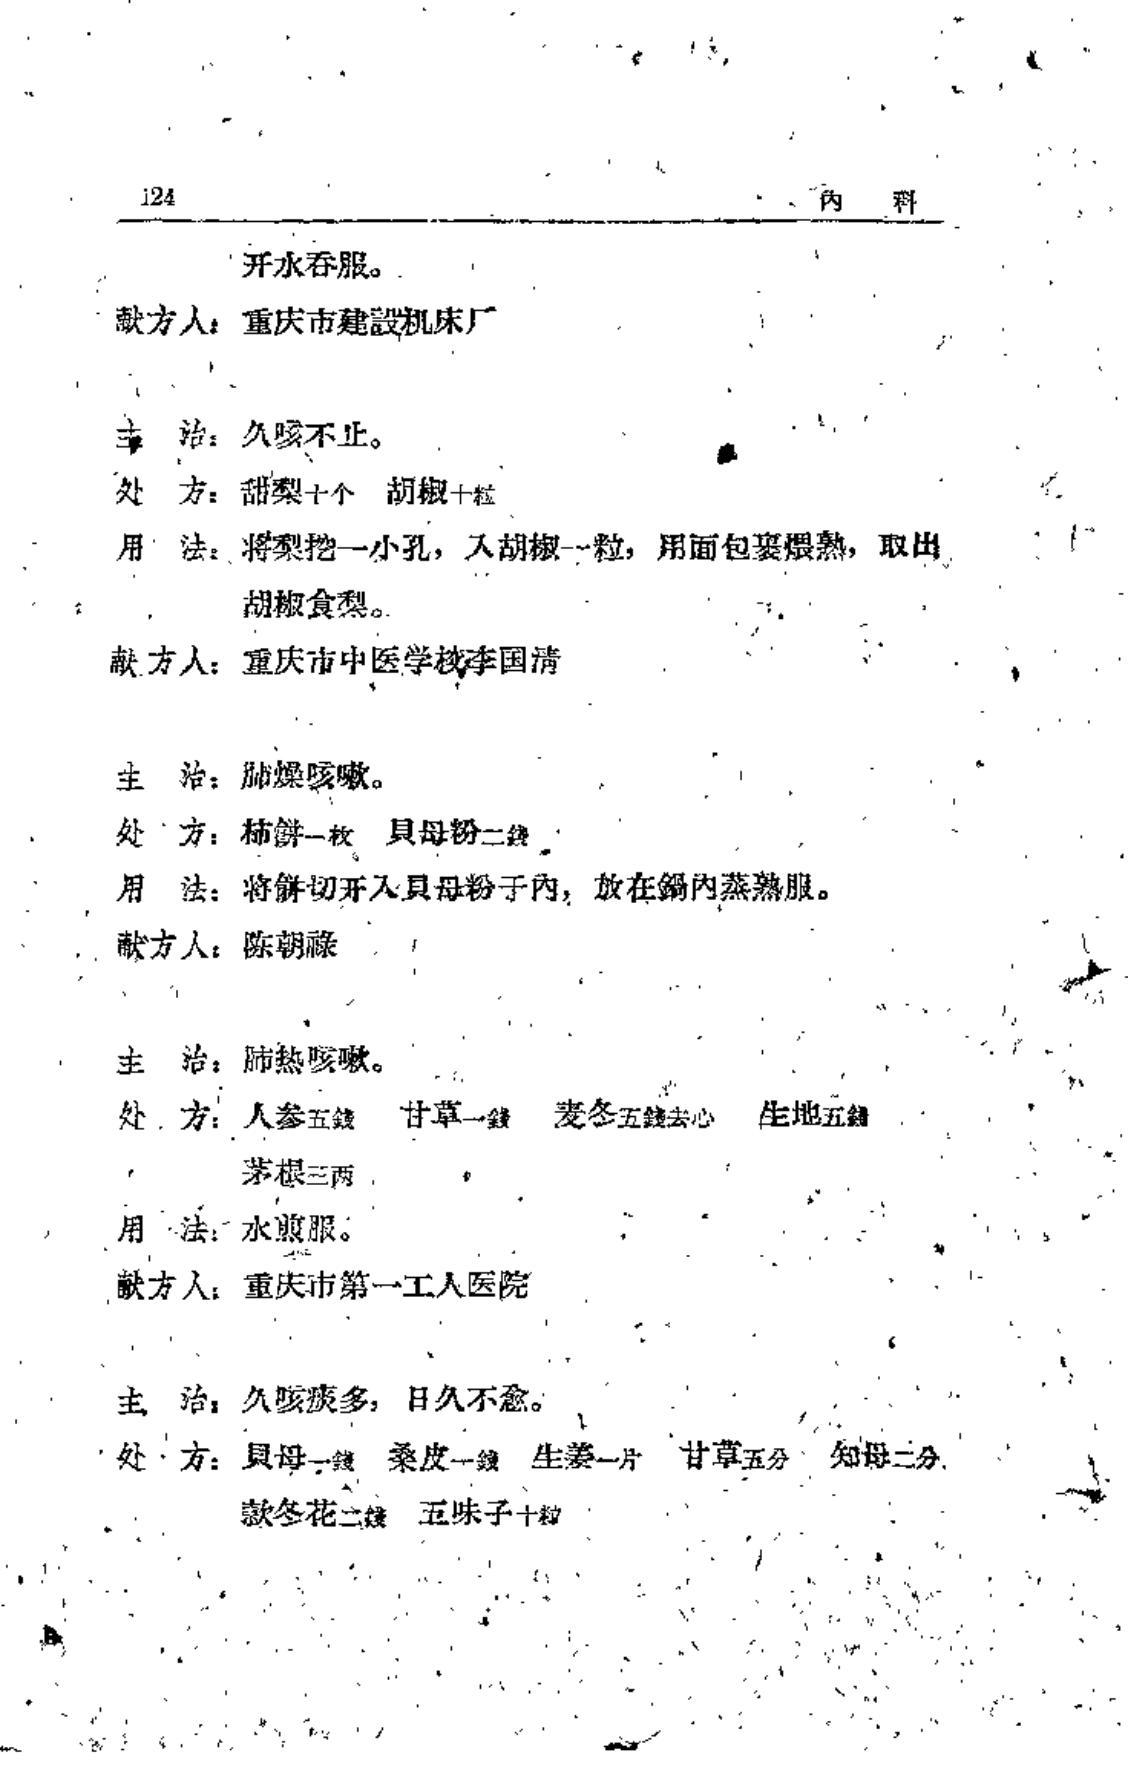 124 內 科
开水吞服。
献方人：重庆市建設机床厂
主 治：久咳不止。
处 方：甜梨十个 胡椒十粒
用 法：将梨挖一小孔，入胡椒一粒，用面包裹煨熟，取出
胡椒食梨。
献方人：重庆市中医学校李国清
主 治：肺燥咳嗽。
处 方：柿餅一枚 貝母粉二錢
用 法：将餅切开入貝母粉于內，放在鍋內蒸熟服。
献方人：陈朝祿
主 治：肺热咳嗽。
处 方：人参五錢 甘草一錢 麦冬五錢去心 生地五錢
茅根三两
用 法：水煎服。
献方人：重庆市第一工人医院
主 治：久咳痰多，日久不愈。
处 方：貝母一錢 桑皮一錢 生姜一片 甘草五分 知母二分
款冬花二錢 五味子十粒